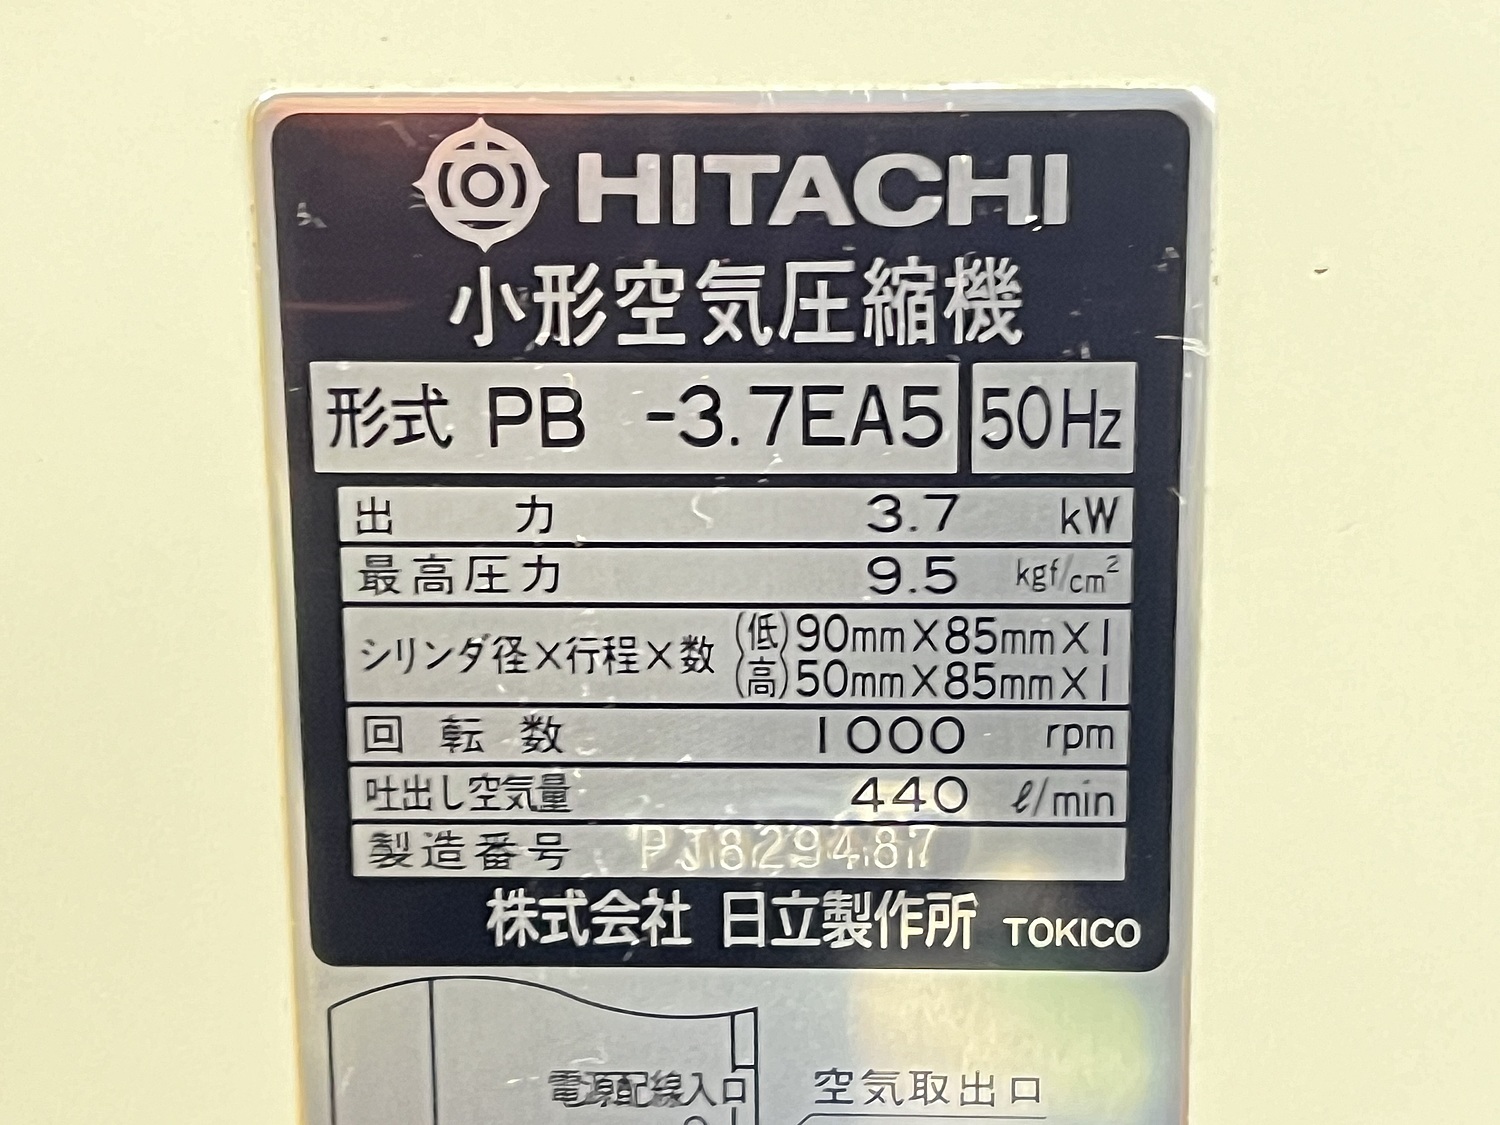 HITACHI
小形空気圧縮機
形式 PB -3.7EA5 50Hz
出力 3.7 kW
最高圧力 9.5 kgf/cm²
シリンダ径×行程×数 (低)90mm×85mm×1
(高)50mm×85mm×1
回転数 1000 rpm
吐出し空気量 440 ℓ/min
製造番号 PJ829487
株式会社 日立製作所 TOKICO
電源配線入口 空気取出口